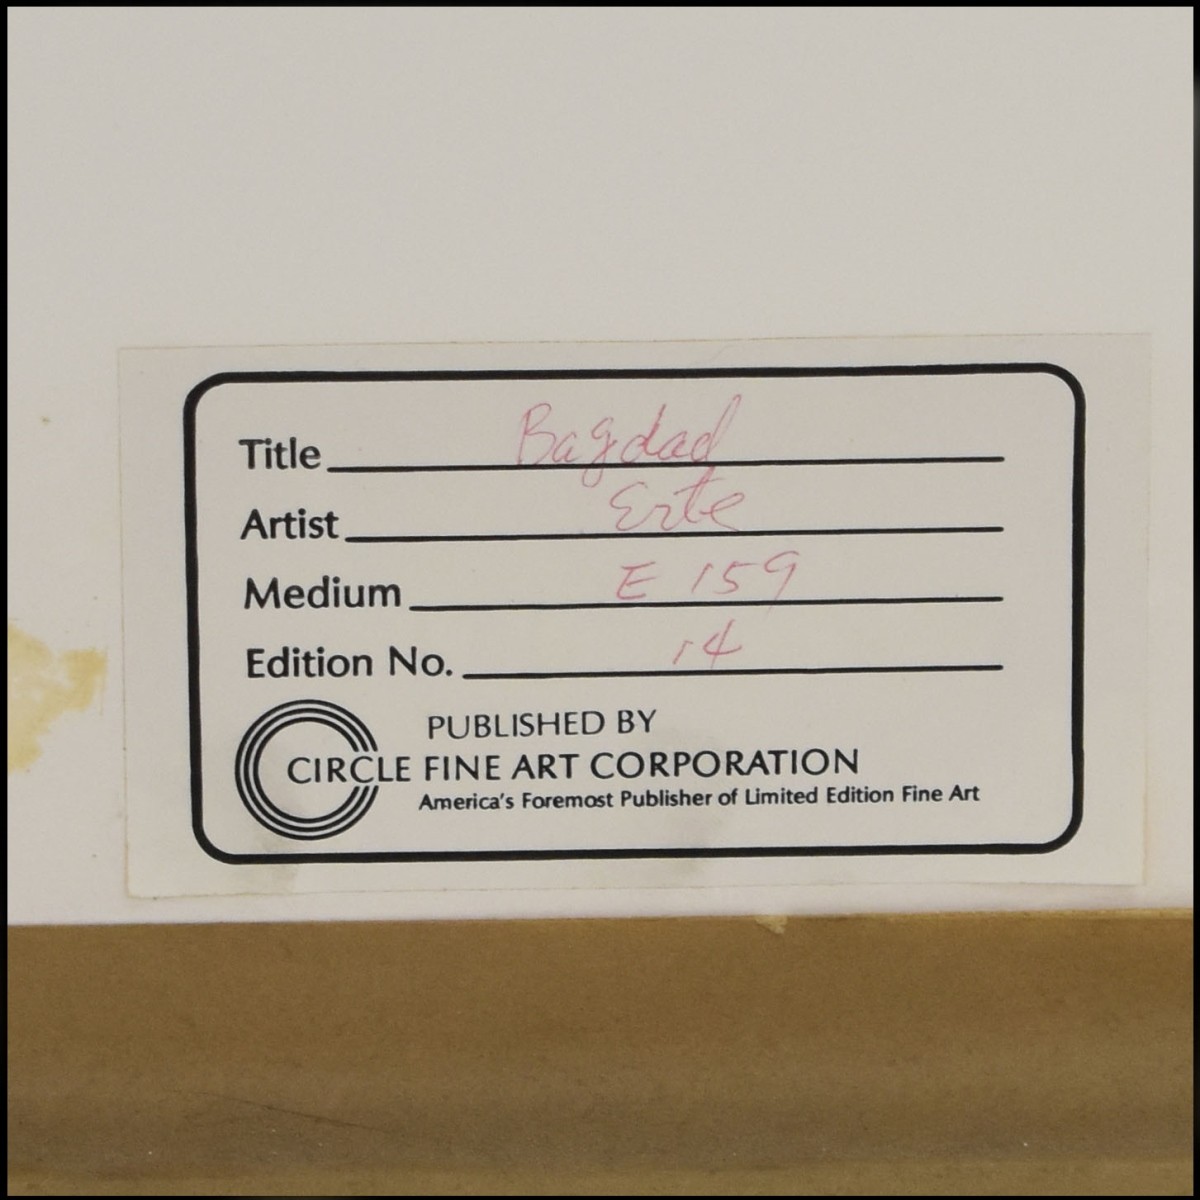 Title Bagdad
Artist Erte
Medium E 159
Edition No. 14
PUBLISHED BY
CIRCLE FINE ART CORPORATION
America's Foremost Publisher of Limited Edition Fine Art